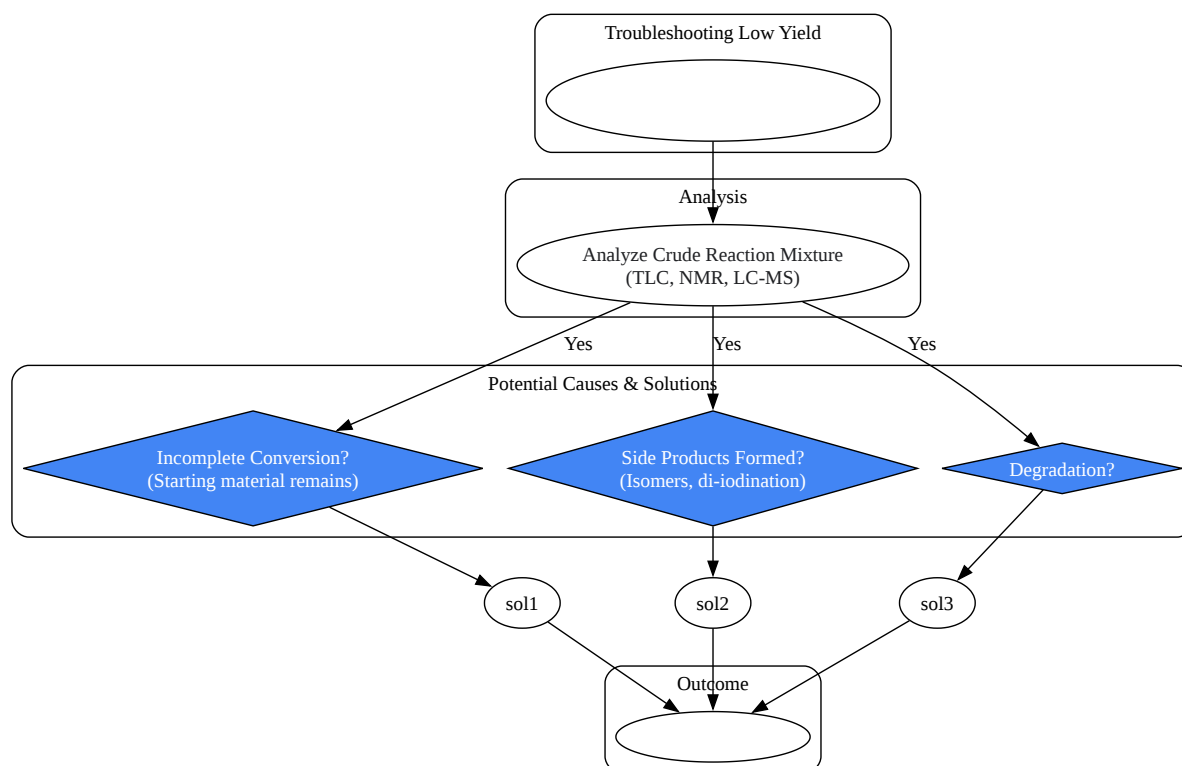 Troubleshooting Low Yield
Analysis
Analyze Crude Reaction Mixture
(TLC, NMR, LC-MS)
Yes
Yes
Yes
Potential Causes & Solutions
Incomplete Conversion?
(Starting material remains)
Side Products Formed?
(Isomers, di-iodination)
Degradation?
sol1
sol2
sol3
Outcome